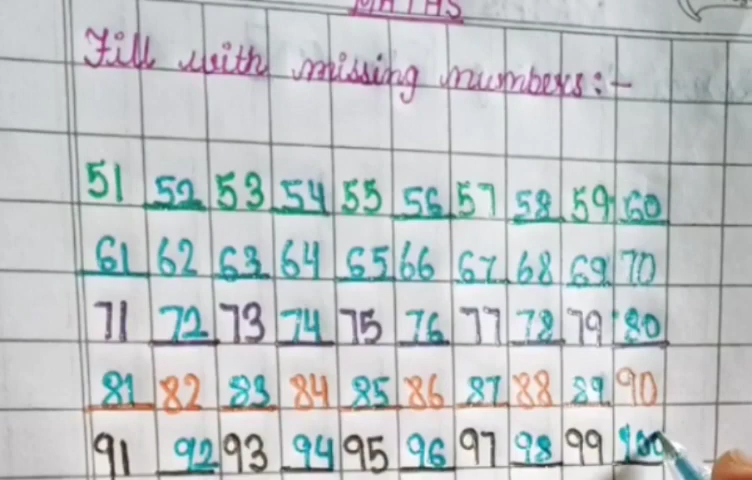 MATHS
Fill with missing numbers:-
51 52 53 54 55 56 57 58 59 60
61 62 63 64 65 66 67 68 69 70
71 72 73 74 75 76 77 78 79 80
81 82 83 84 85 86 87 88 89 90
91 92 93 94 95 96 97 98 99 100